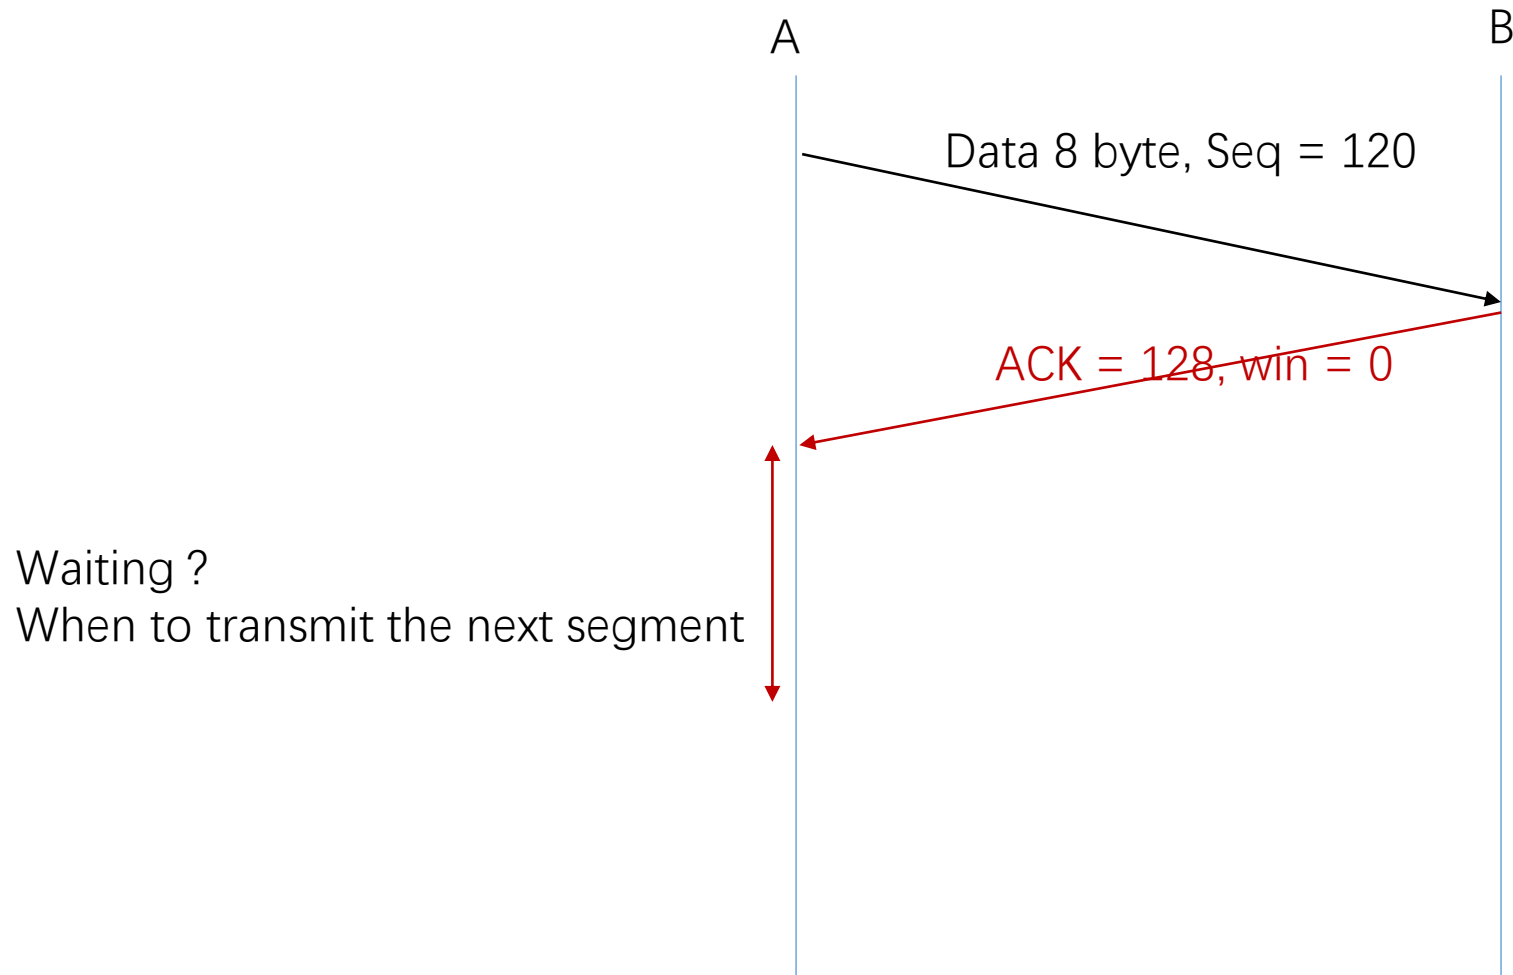 A
B
Data 8 byte, Seq = 120
ACK = 128, win = 0
Waiting ?
When to transmit the next segment